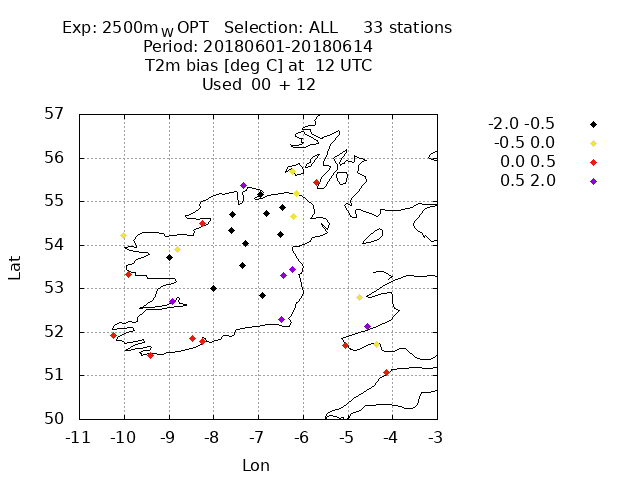 Exp: 2500mW OPT   Selection: ALL     33 stations
Period: 20180601-20180614
T2m bias [deg C] at  12 UTC
Used  00  + 12
-2.0 -0.5
-0.5 0.0
0.0 0.5
0.5 2.0
57
56
55
54
53
52
51
50
-11 -10 -9 -8 -7 -6 -5 -4 -3
Lat
Lon